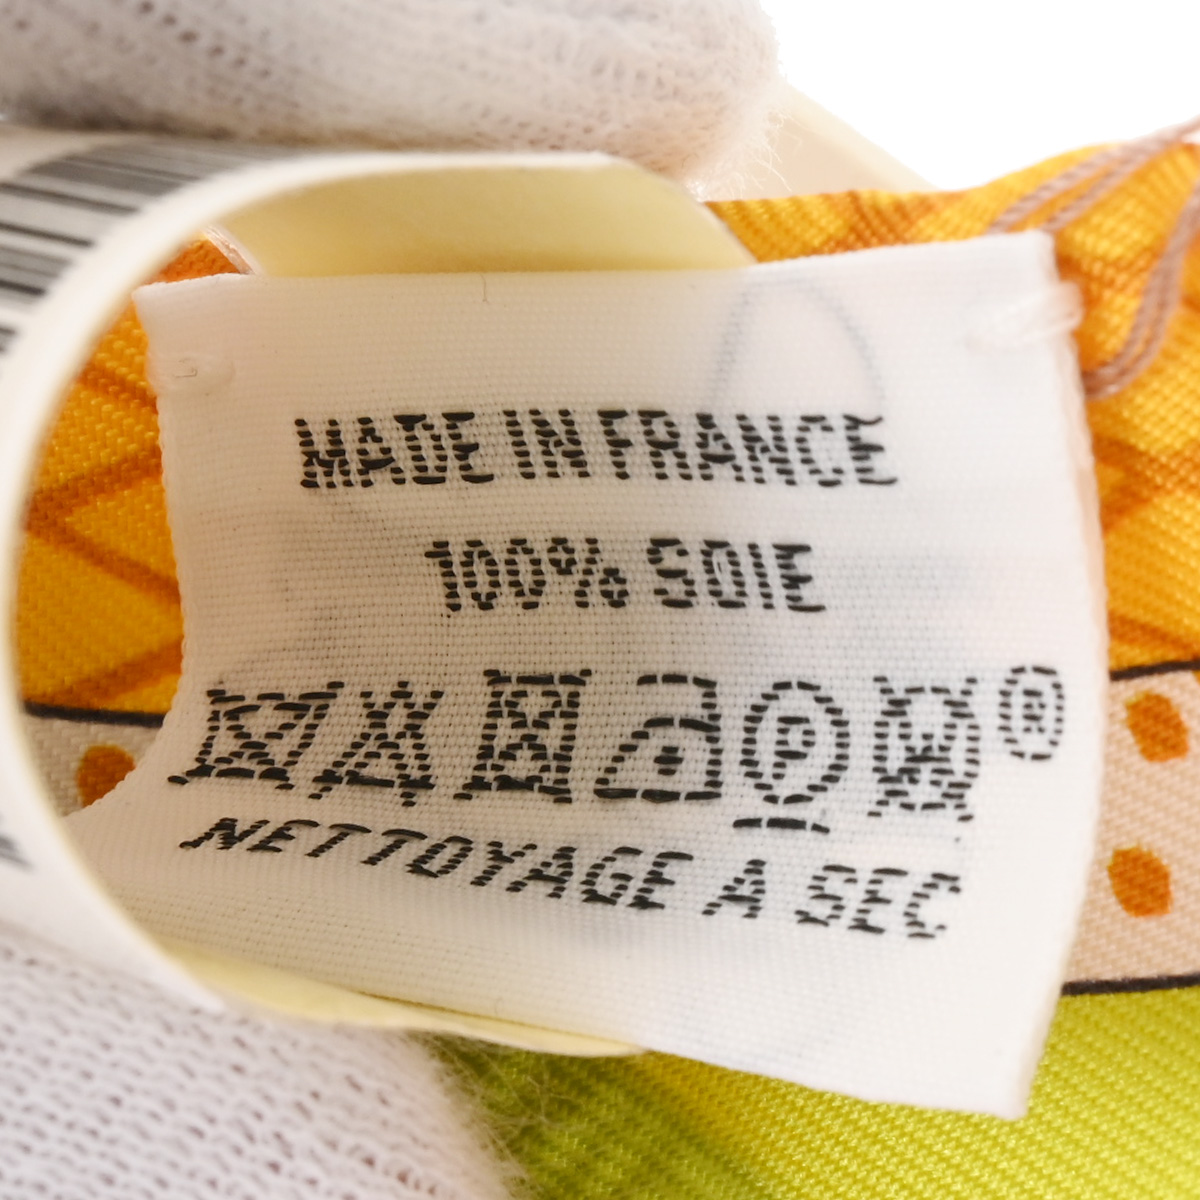 MADE IN FRANCE
100% SOIE
P ®
NETTOYAGE A SEC